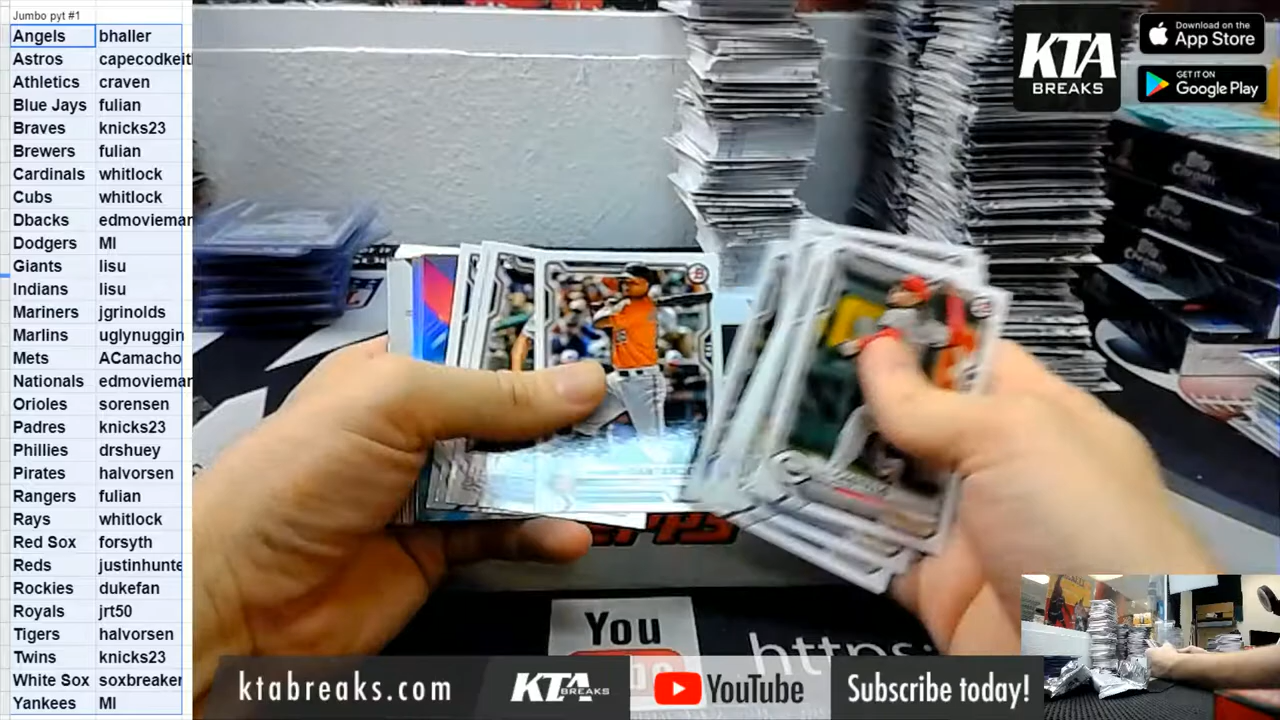 Jumbo pyt #1
Angels bhaller
Astros capecodkeit
Athletics craven
Blue Jays fulian
Braves knicks23
Brewers fulian
Cardinals whitlock
Cubs whitlock
Dbacks edmovieman
Dodgers MI
Giants lisu
Indians lisu
Mariners jgrinolds
Marlins uglynuggin
Mets ACamacho
Nationals edmovieman
Orioles sorensen
Padres knicks23
Phillies drshuey
Pirates halvorsen
Rangers fulian
Rays whitlock
Red Sox forsyth
Reds justinhunte
Rockies dukefan
Royals jrt50
Tigers halvorsen
Twins knicks23
White Sox soxbreaker
Yankees MI
KTA
BREAKS
Download on the
App Store
GET IT ON
Google Play
You
https:
ktabreaks.com
KTA BREAKS
YouTube
Subscribe today!